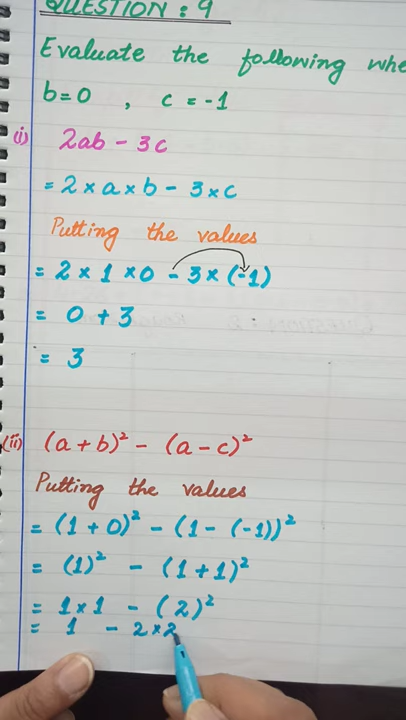 QUESTION : 9
Evaluate the following whe
b=0 , c = -1
(i) 2ab - 3c
= 2 × a × b - 3 × c
Putting the values
= 2 × 1 × 0 - 3 × (-1)
= 0 + 3
= 3
(ii) (a + b)² - (a - c)²
Putting the values
= (1 + 0)² - (1 - (-1))²
= (1)² - (1 + 1)²
= 1 × 1 - (2)²
= 1 - 2 × 2